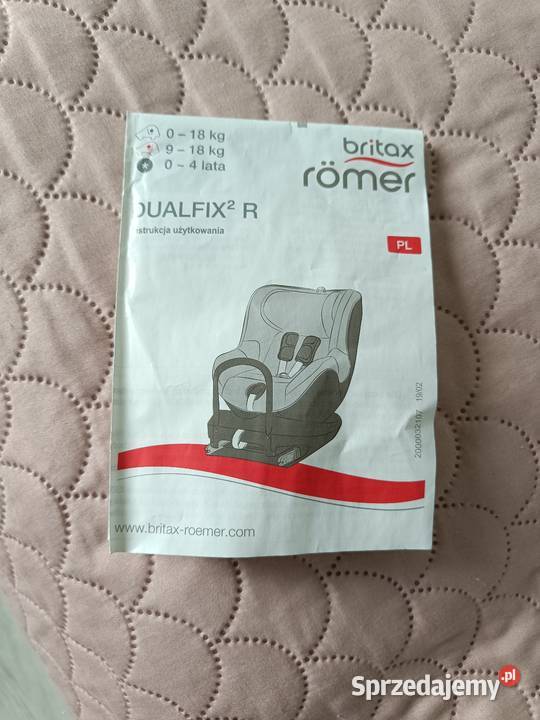 0 – 18 kg
9 – 18 kg
0 – 4 lata
britax
römer
DUALFIX² R
instrukcja użytkowania
PL
2000032107 19/02
www.britax-roemer.com
Sprzedajemy.pl